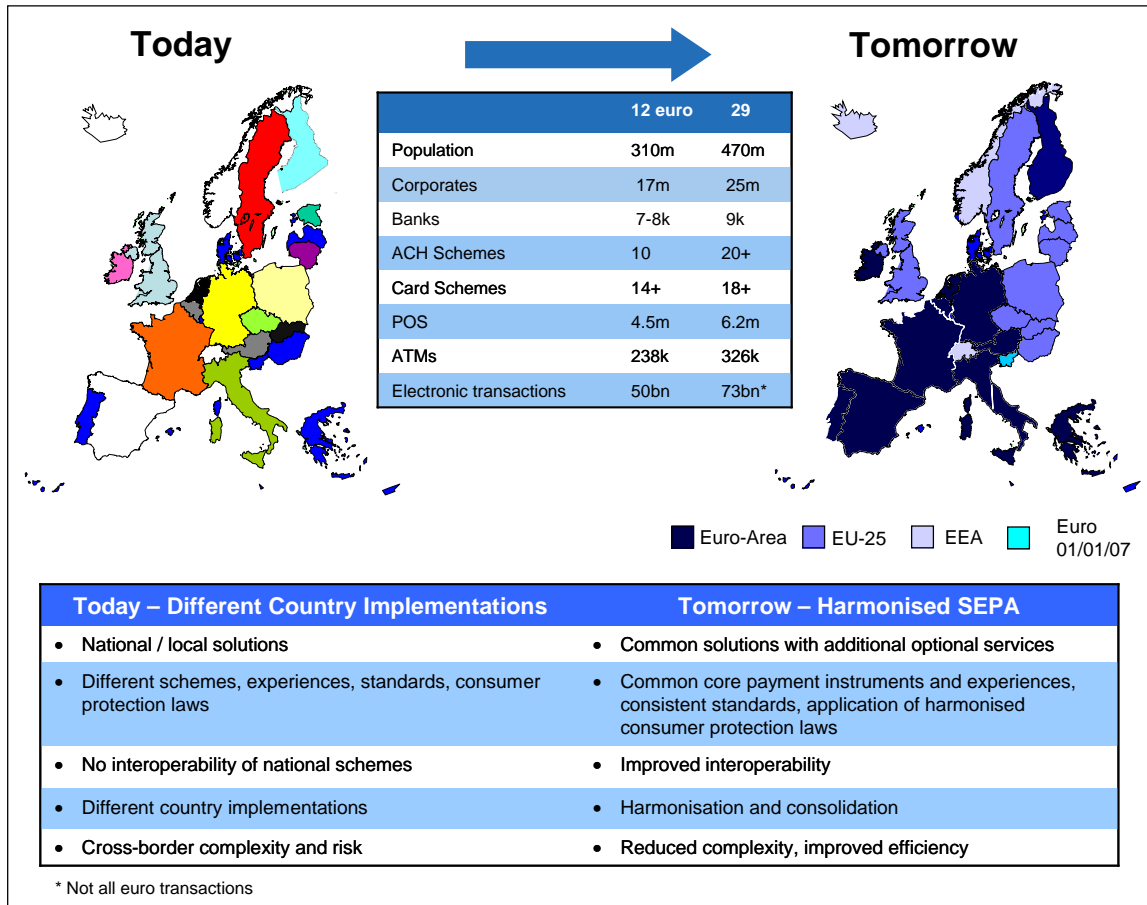 Today
Tomorrow
12 euro 29
Population 310m 470m
Corporates 17m 25m
Banks 7-8k 9k
ACH Schemes 10 20+
Card Schemes 14+ 18+
POS 4.5m 6.2m
ATMs 238k 326k
Electronic transactions 50bn 73bn*
Euro-Area EU-25 EEA Euro
01/01/07
Today – Different Country Implementations
Tomorrow – Harmonised SEPA
• National / local solutions
• Common solutions with additional optional services
• Different schemes, experiences, standards, consumer
protection laws
• Common core payment instruments and experiences,
consistent standards, application of harmonised
consumer protection laws
• No interoperability of national schemes
• Improved interoperability
• Different country implementations
• Harmonisation and consolidation
• Cross-border complexity and risk
• Reduced complexity, improved efficiency
* Not all euro transactions